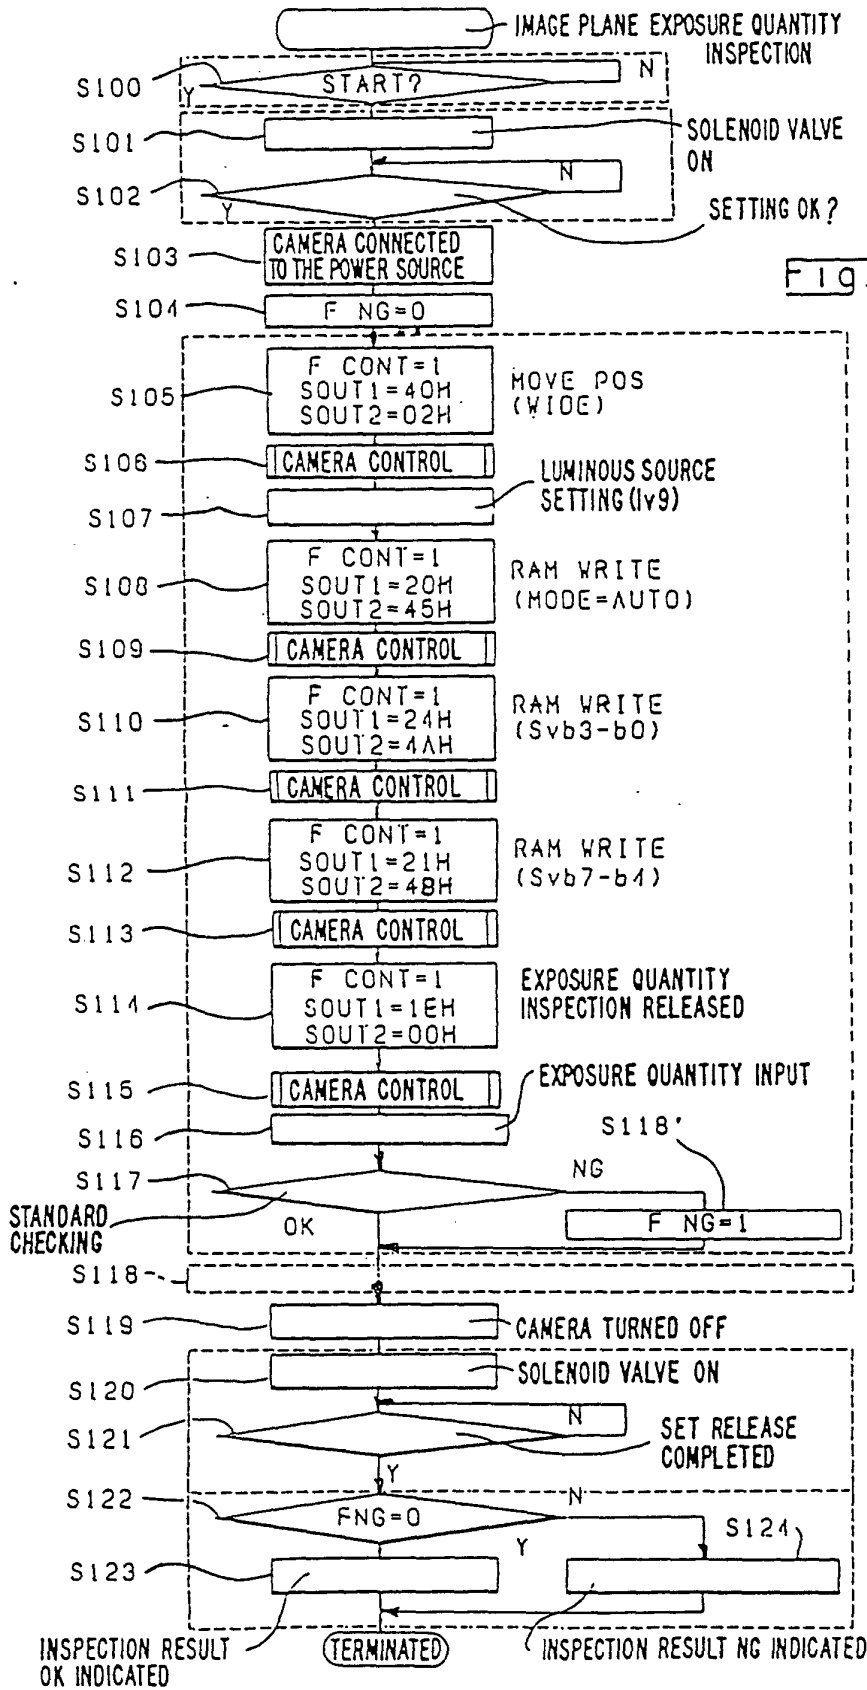 IMAGE PLANE EXPOSURE QUANTITY
INSPECTION
S100
START?
Y
N
S101
SOLENOID VALVE
ON
S102
N
Y
SETTING OK?
S103
CAMERA CONNECTED
TO THE POWER SOURCE
Fig.
S104
F NG=0
S105
F CONT=1
SOUT1=40H
SOUT2=02H
MOVE POS
(WIDE)
S106
CAMERA CONTROL
S107
LUMINOUS SOURCE
SETTING (lv9)
S108
F CONT=1
SOUT1=20H
SOUT2=45H
RAM WRITE
(MODE=AUTO)
S109
CAMERA CONTROL
S110
F CONT=1
SOUT1=24H
SOUT2=4AH
RAM WRITE
(Svb3-b0)
S111
CAMERA CONTROL
S112
F CONT=1
SOUT1=21H
SOUT2=4BH
RAM WRITE
(Svb7-b4)
S113
CAMERA CONTROL
S114
F CONT=1
SOUT1=1EH
SOUT2=00H
EXPOSURE QUANTITY
INSPECTION RELEASED
S115
CAMERA CONTROL
EXPOSURE QUANTITY INPUT
S116
S118'
S117
NG
STANDARD
CHECKING
OK
F NG=1
S118
S119
CAMERA TURNED OFF
S120
SOLENOID VALVE ON
S121
N
SET RELEASE
COMPLETED
Y
S122
FNG=0
N
Y
S124
S123
INSPECTION RESULT
OK INDICATED
TERMINATED
INSPECTION RESULT NG INDICATED